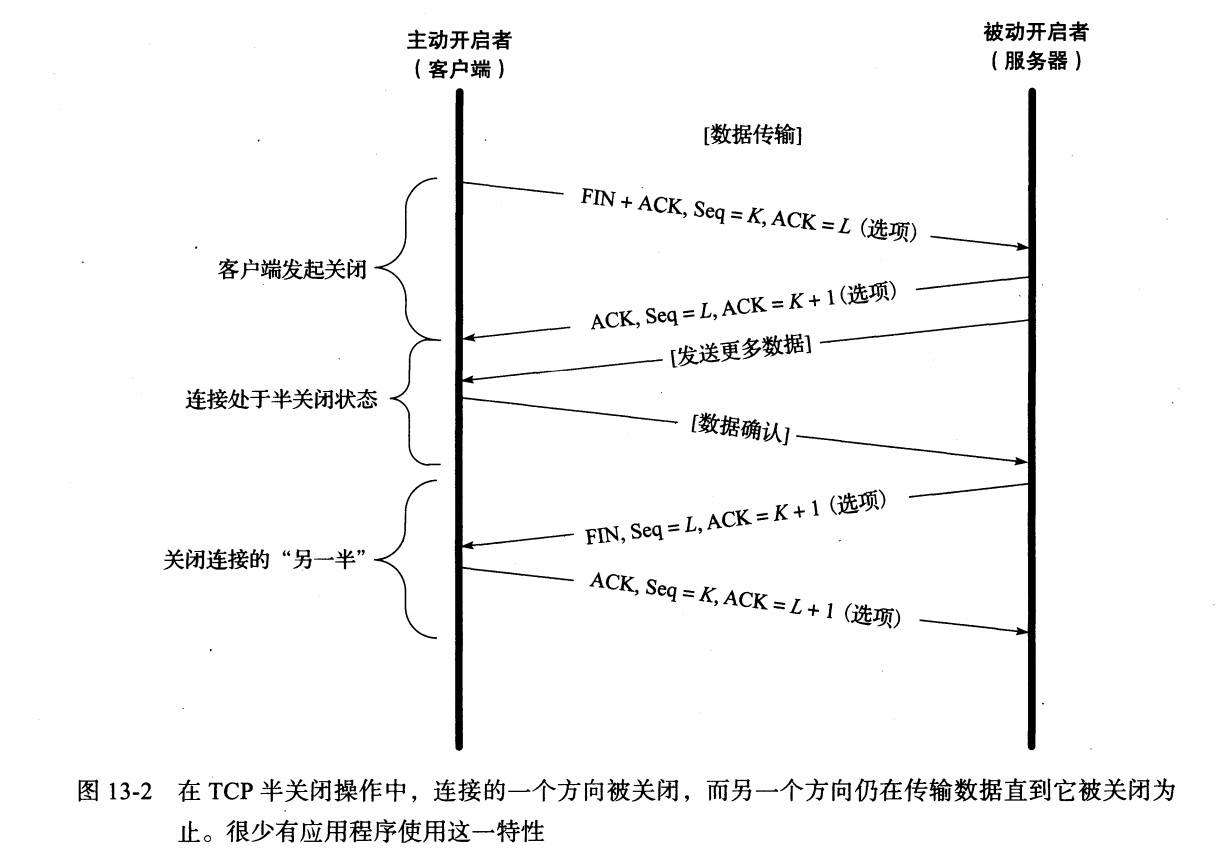 主动开启者
（客户端）
被动开启者
（服务器）
[数据传输]
FIN + ACK, Seq = K, ACK = L（选项）
客户端发起关闭
ACK, Seq = L, ACK = K + 1（选项）
[发送更多数据]
连接处于半关闭状态
[数据确认]
FIN, Seq = L, ACK = K + 1（选项）
关闭连接的“另一半”
ACK, Seq = K, ACK = L + 1（选项）
图 13-2 在 TCP 半关闭操作中，连接的一个方向被关闭，而另一个方向仍在传输数据直到它被关闭为
止。很少有应用程序使用这一特性